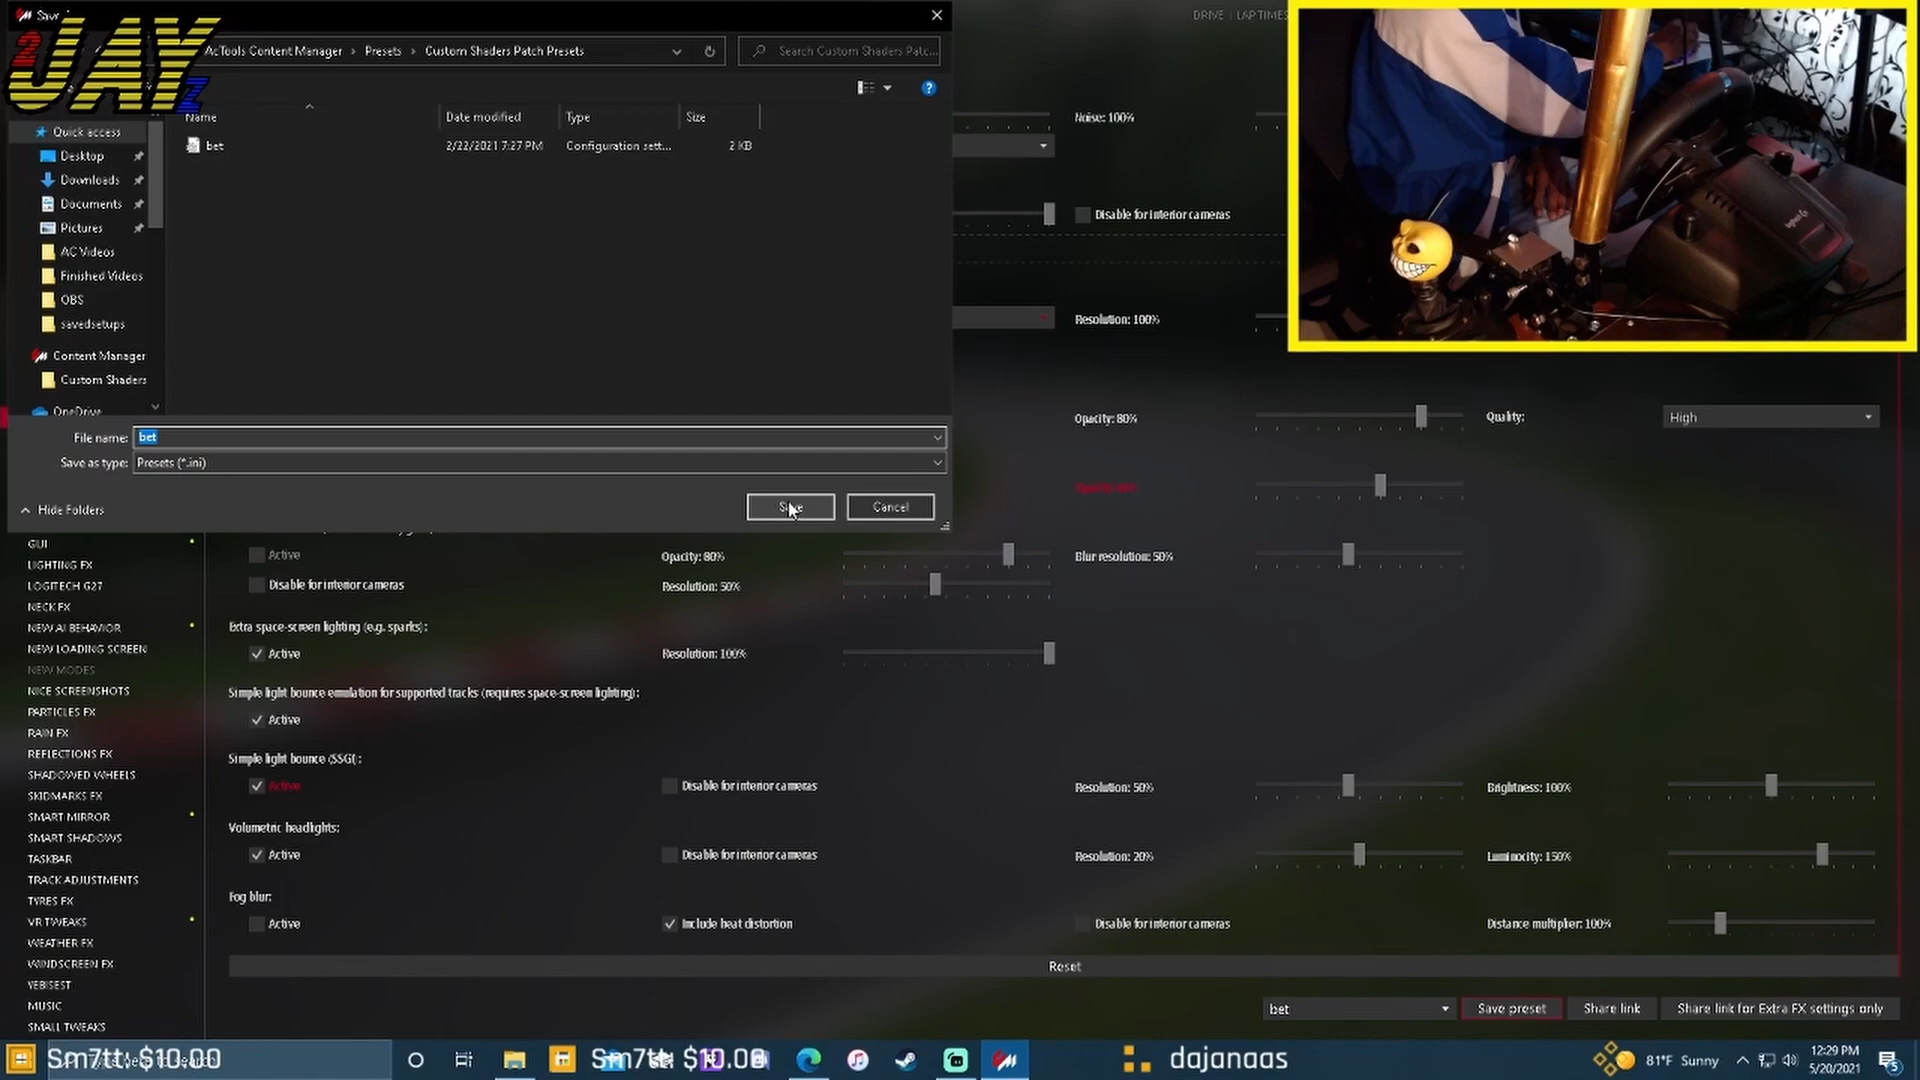 Save
2JAYz
DRIVE
LAP TIMES
AcTools Content Manager > Presets > Custom Shaders Patch Presets
Search Custom Shaders Patc...
?
Name
Date modified
Type
Size
bet
2/22/2021 7:27 PM
Configuration sett...
2 KB
Quick access
Desktop
Downloads
Documents
Pictures
AC Videos
Finished Videos
OBS
savedsetups
Content Manager
Custom Shaders
OneDrive
File name: bet
Save as type: Presets (*.ini)
Hide Folders
Save
Cancel
Noise: 100%
Disable for interior cameras
Resolution: 100%
Opacity: 80%
Quality:
High
GUI
LIGHTING FX
LOGITECH G27
NECK FX
NEW AI BEHAVIOR
NEW LOADING SCREEN
NEW MODES
NICE SCREENSHOTS
PARTICLES FX
RAIN FX
REFLECTIONS FX
SHADOWED WHEELS
SKIDMARKS FX
SMART MIRROR
SMART SHADOWS
TASKBAR
TRACK ADJUSTMENTS
TYRES FX
VR TWEAKS
WEATHER FX
WINDSCREEN FX
YEBISEST
MUSIC
SMALL TWEAKS
Active
Opacity: 80%
Blur resolution: 50%
Disable for interior cameras
Resolution: 50%
Extra space-screen lighting (e.g. sparks):
Active
Resolution: 100%
Simple light bounce emulation for supported tracks (requires space-screen lighting):
Active
Simple light bounce (SSGI):
Active
Disable for interior cameras
Resolution: 50%
Brightness: 100%
Volumetric headlights:
Active
Disable for interior cameras
Resolution: 20%
Luminocity: 150%
Fog blur:
Active
Include heat distortion
Disable for interior cameras
Distance multiplier: 100%
Reset
bet
Save preset
Share link
Share link for Extra FX settings only
Sm7tt: $10.00
Sm7tt: $10.00
dajanaas
81°F Sunny
12:29 PM
5/20/2021
5